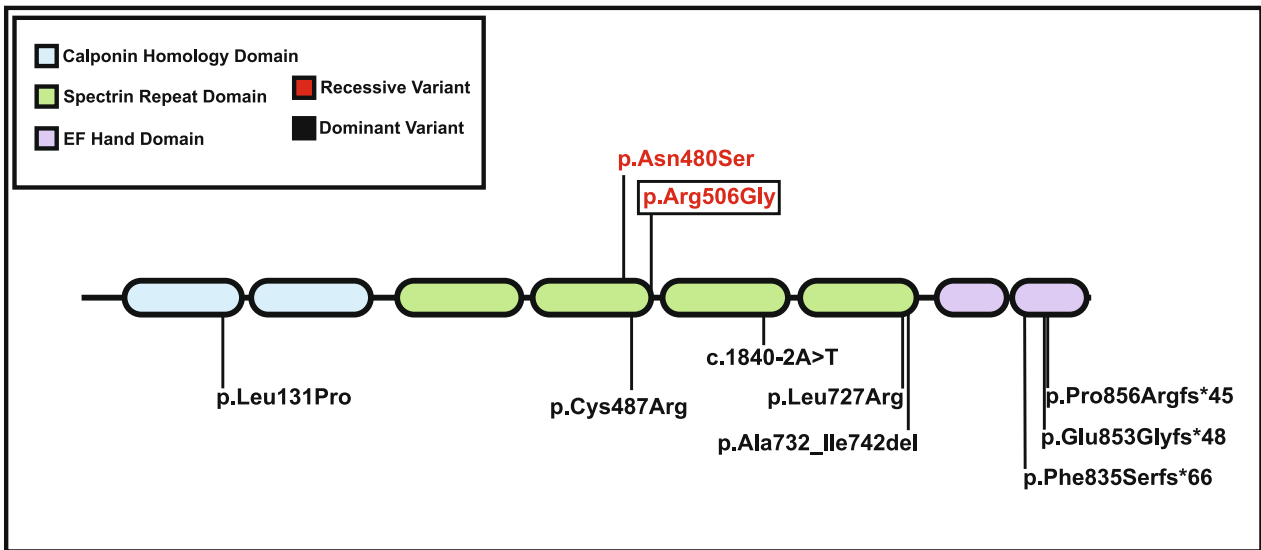 Calponin Homology Domain
Spectrin Repeat Domain
EF Hand Domain
Recessive Variant
Dominant Variant
p.Asn480Ser
p.Arg506Gly
c.1840-2A>T
p.Leu131Pro
p.Cys487Arg
p.Leu727Arg
p.Pro856Argfs*45
p.Ala732_Ile742del
p.Glu853Glyfs*48
p.Phe835Serfs*66